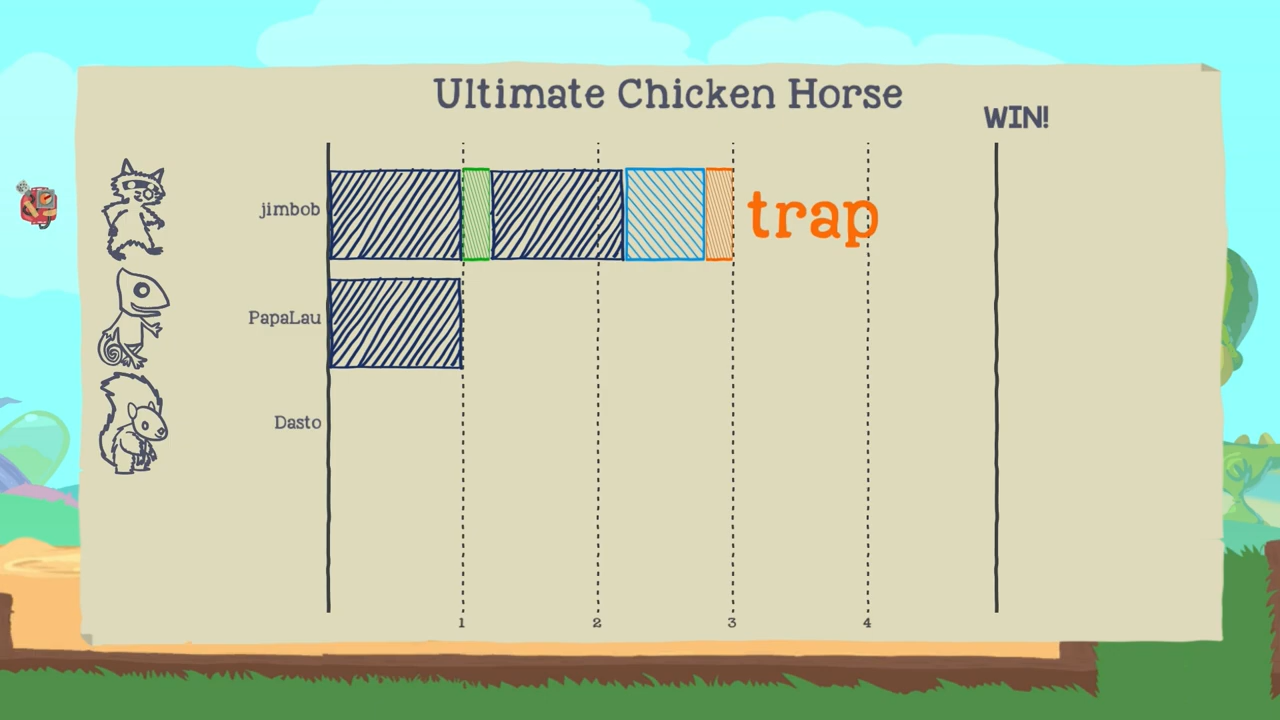 Ultimate Chicken Horse
WIN!
jimbob
trap
PapaLau
Dasto
1 2 3 4